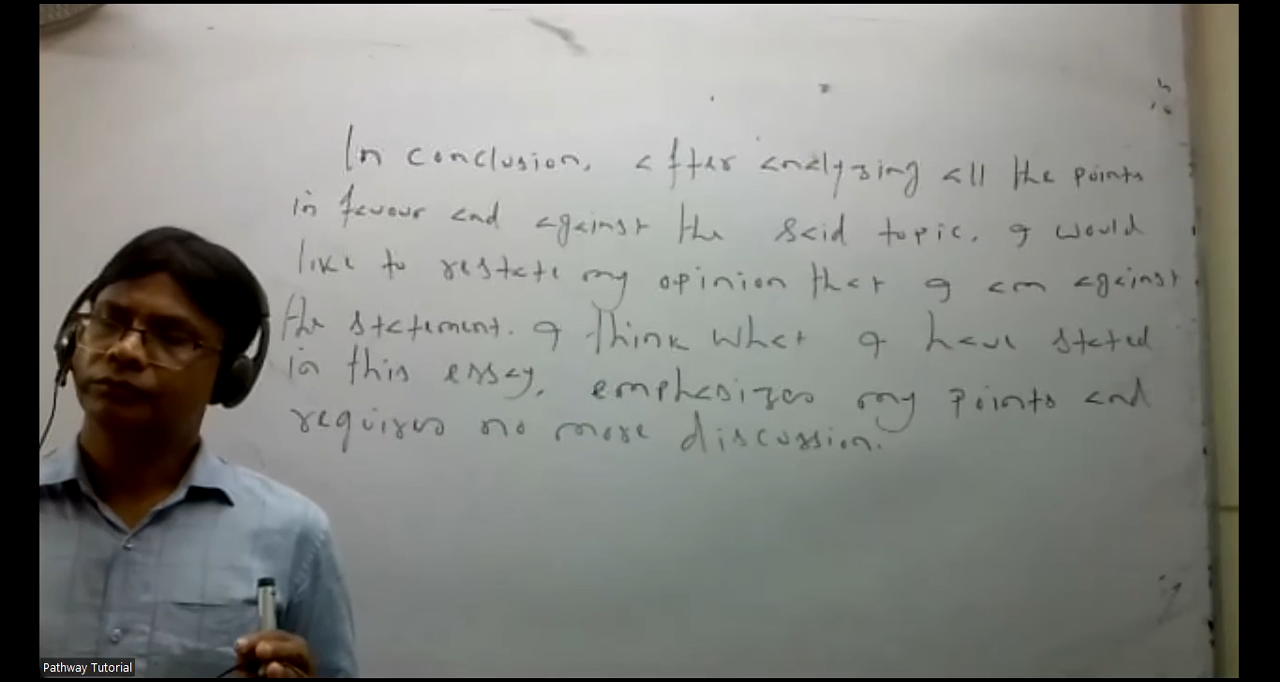 In conclusion, after analyzing all the points
in favour and against the said topic, I would
like to restate my opinion that I am against
the statement. I think what I have stated
in this essay, emphasizes my points and
requires no more discussion.
Pathway Tutorial